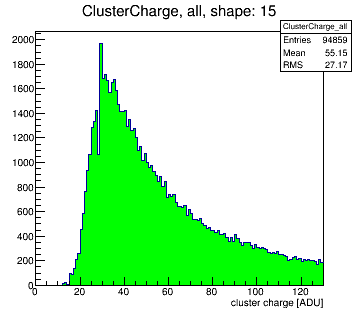 ClusterCharge, all, shape: 15
ClusterCharge_all
Entries 94859
Mean 55.15
RMS 27.17
2000
1800
1600
1400
1200
1000
800
600
400
200
0
0 20 40 60 80 100 120
cluster charge [ADU]